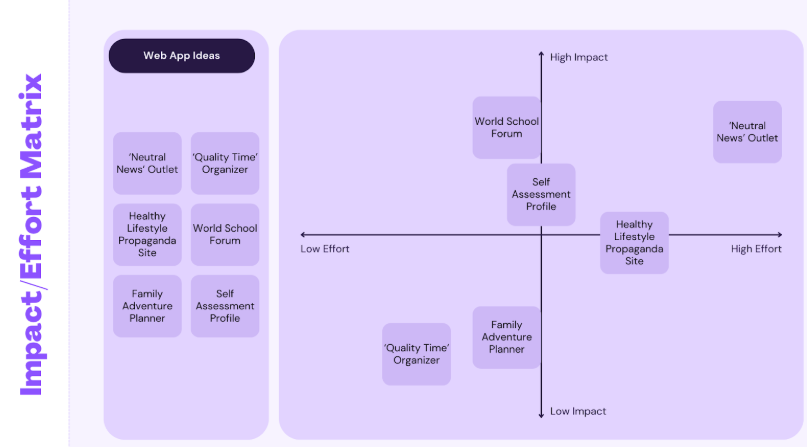 Impact/Effort Matrix
Web App Ideas
'Neutral
News' Outlet
'Quality Time'
Organizer
Healthy
Lifestyle
Propaganda
Site
World School
Forum
Family
Adventure
Planner
Self
Assessment
Profile
High Impact
World School
Forum
'Neutral
News' Outlet
Self
Assessment
Profile
Healthy
Lifestyle
Propaganda
Site
Low Effort
High Effort
Family
Adventure
Planner
'Quality Time'
Organizer
Low Impact